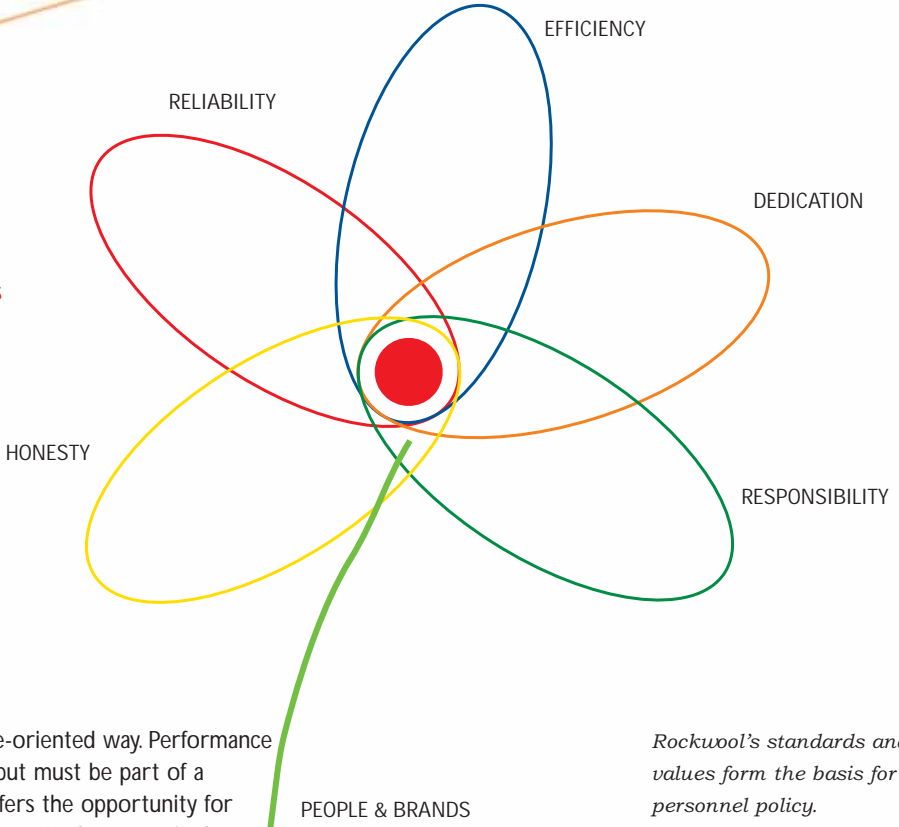 EFFICIENCY
RELIABILITY
DEDICATION
HONESTY
RESPONSIBILITY
e-oriented way. Performance
but must be part of a
fers the opportunity for
PEOPLE & BRANDS
Rockwool's standards and
values form the basis for
personnel policy.